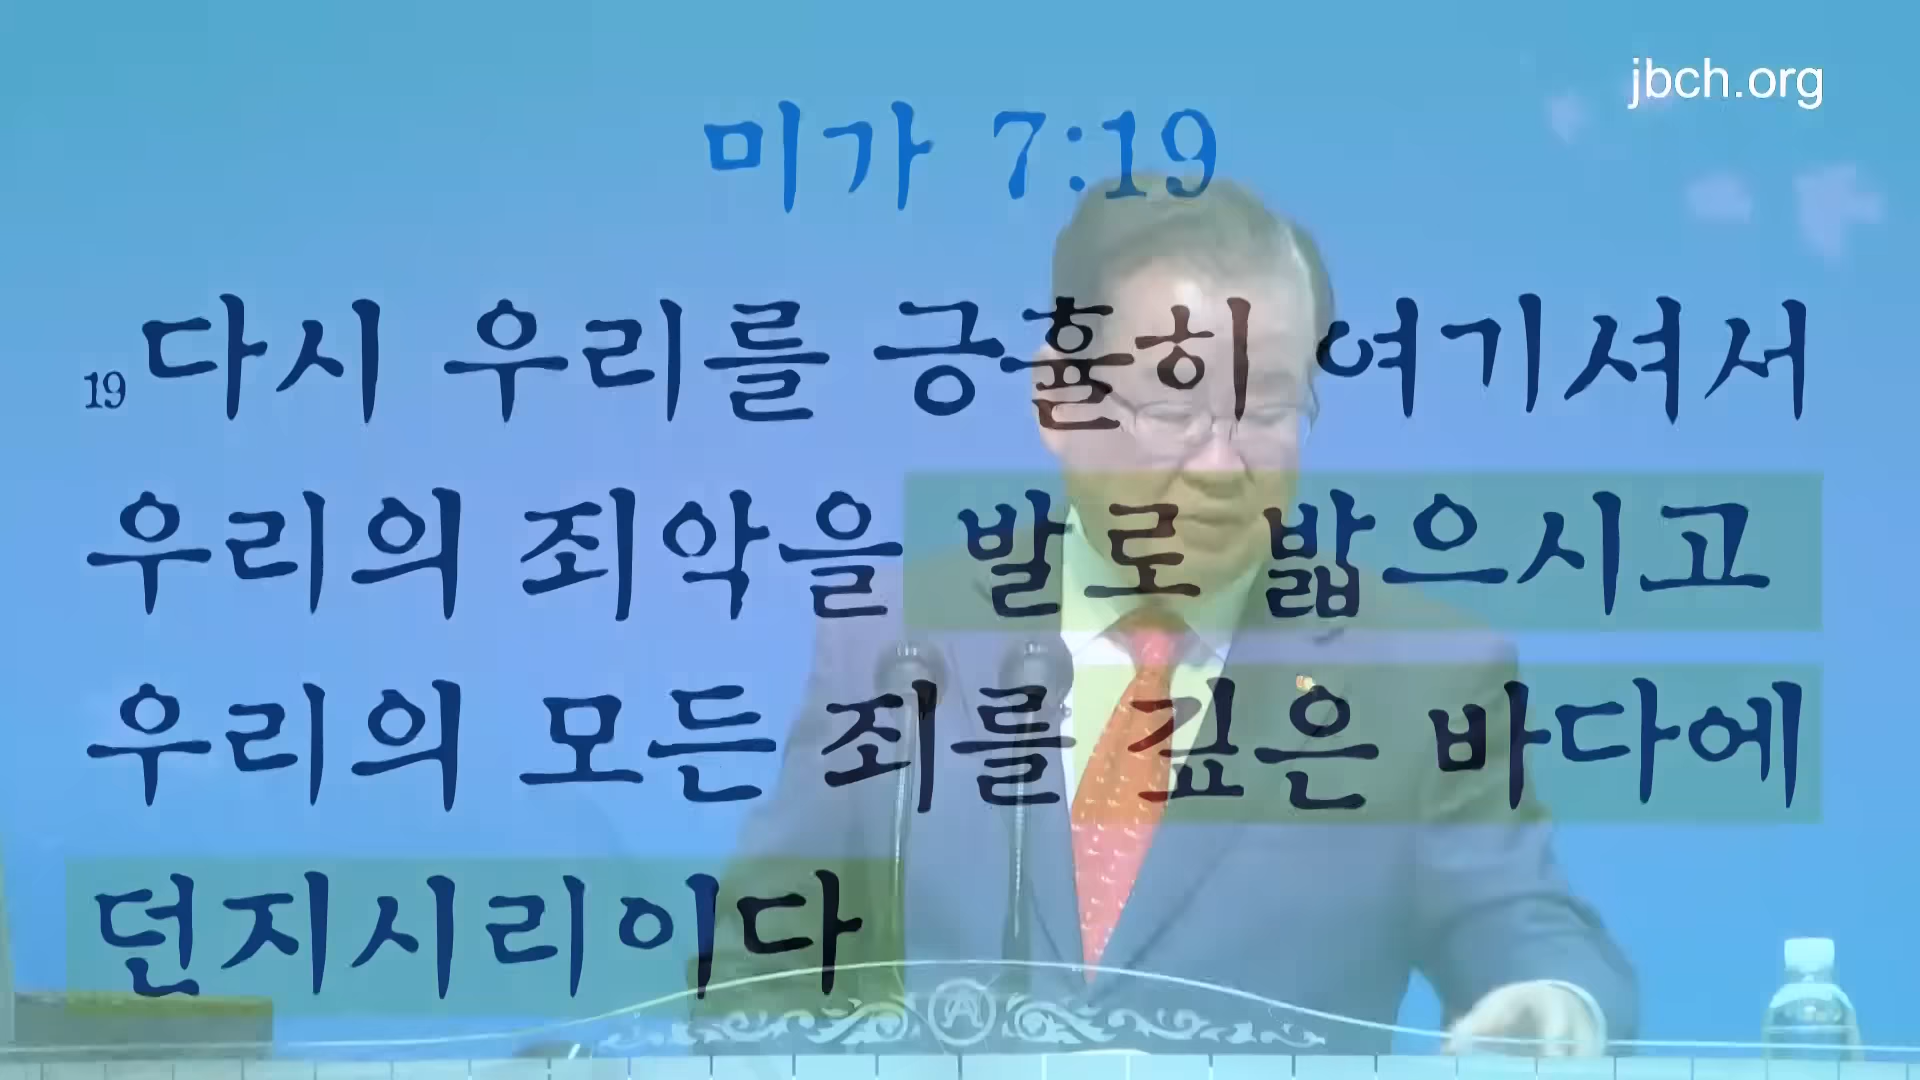 jbch.org
미가 7:19
19 다시 우리를 긍휼히 여기셔서
우리의 죄악을 발로 밟으시고
우리의 모든 죄를 깊은 바다에
던지시리이다